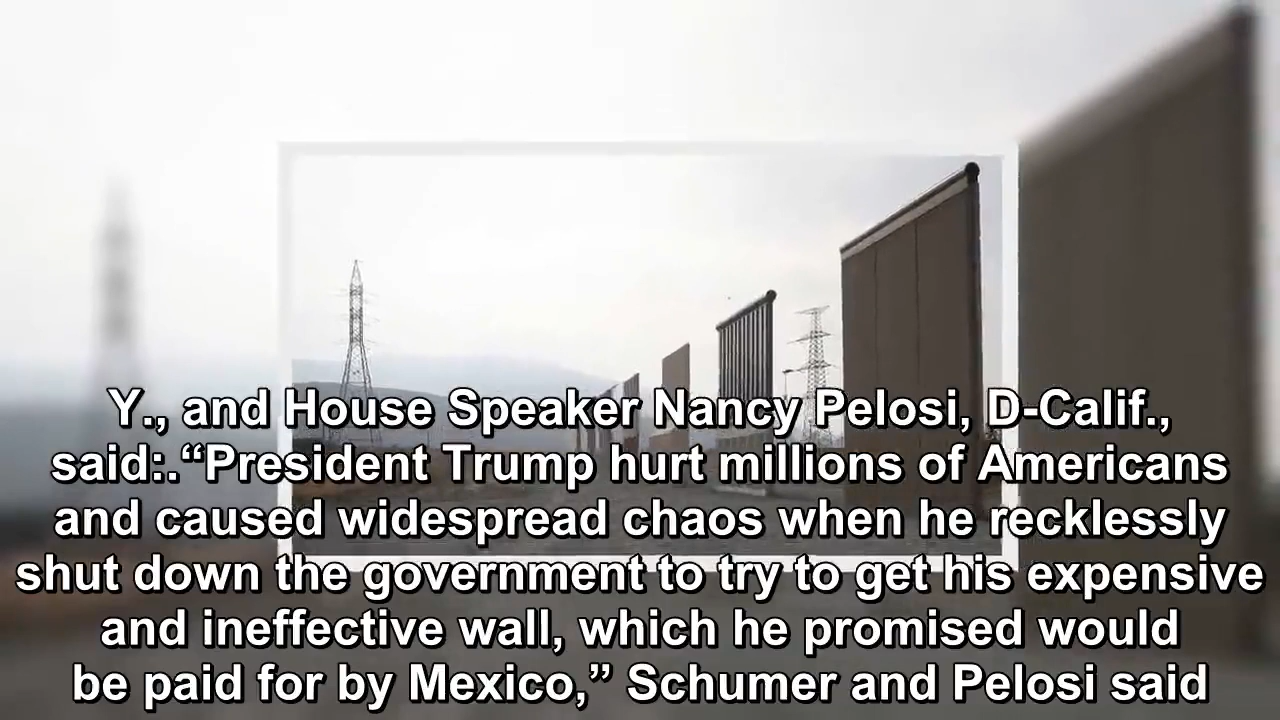 Y., and House Speaker Nancy Pelosi, D-Calif.,
said:.“President Trump hurt millions of Americans
and caused widespread chaos when he recklessly
shut down the government to try to get his expensive
and ineffective wall, which he promised would
be paid for by Mexico,” Schumer and Pelosi said